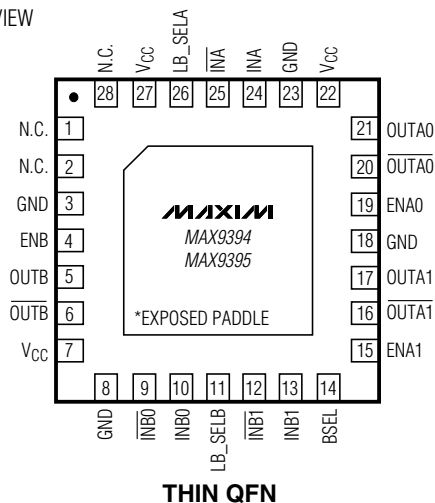 VIEW
N.C.
VCC
LB_SELA
INA
INA
GND
VCC
28
27
26
25
24
23
22
N.C. 1
N.C. 2
GND 3
ENB 4
OUTB 5
OUTB 6
VCC 7
21 OUTA0
20 OUTA0
19 ENA0
18 GND
17 OUTA1
16 OUTA1
15 ENA1
MAXIM
MAX9394
MAX9395
*EXPOSED PADDLE
8
9
10
11
12
13
14
GND
INB0
INB0
LB_SELB
INB1
INB1
BSEL
THIN QFN